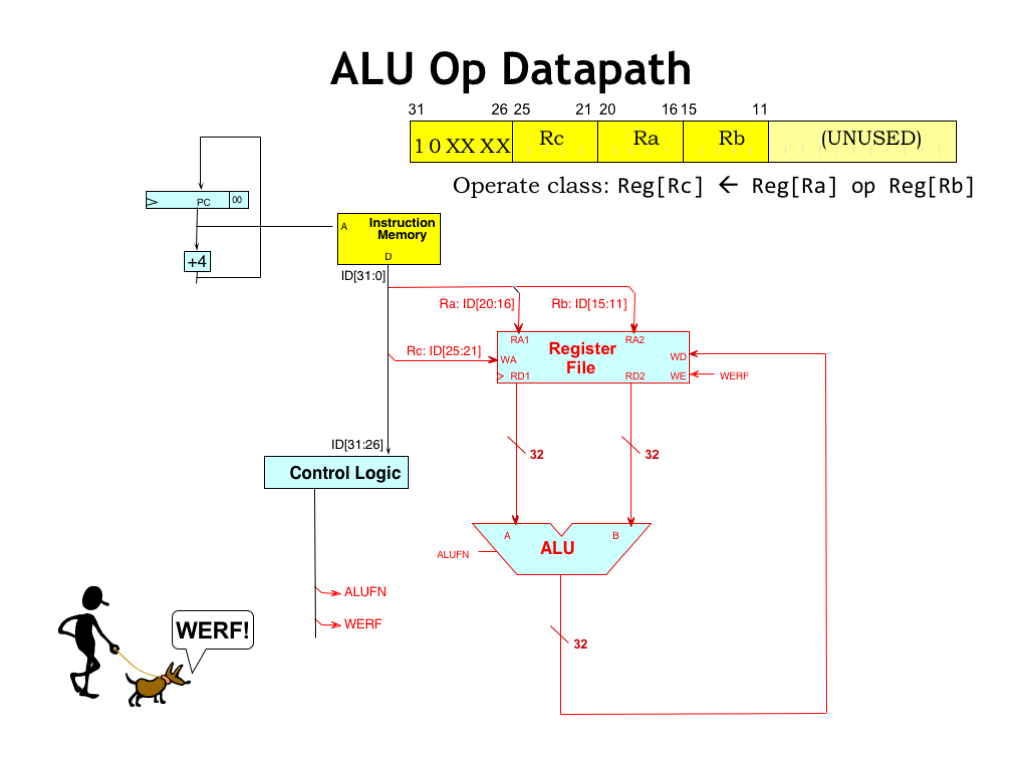 ALU Op Datapath
31 26 25 21 20 16 15 11
1 0 XX XX Rc Ra Rb (UNUSED)
Operate class: Reg[Rc] ← Reg[Ra] op Reg[Rb]
PC 00
+4
A Instruction
Memory
D
ID[31:0]
Ra: ID[20:16] Rb: ID[15:11]
RA1 RA2
Register
File
Rc: ID[25:21] WA WD
RD1 RD2 WE WERF
ID[31:26]
32 32
Control Logic
A B
ALU
ALUFN
ALUFN
WERF
WERF!
32